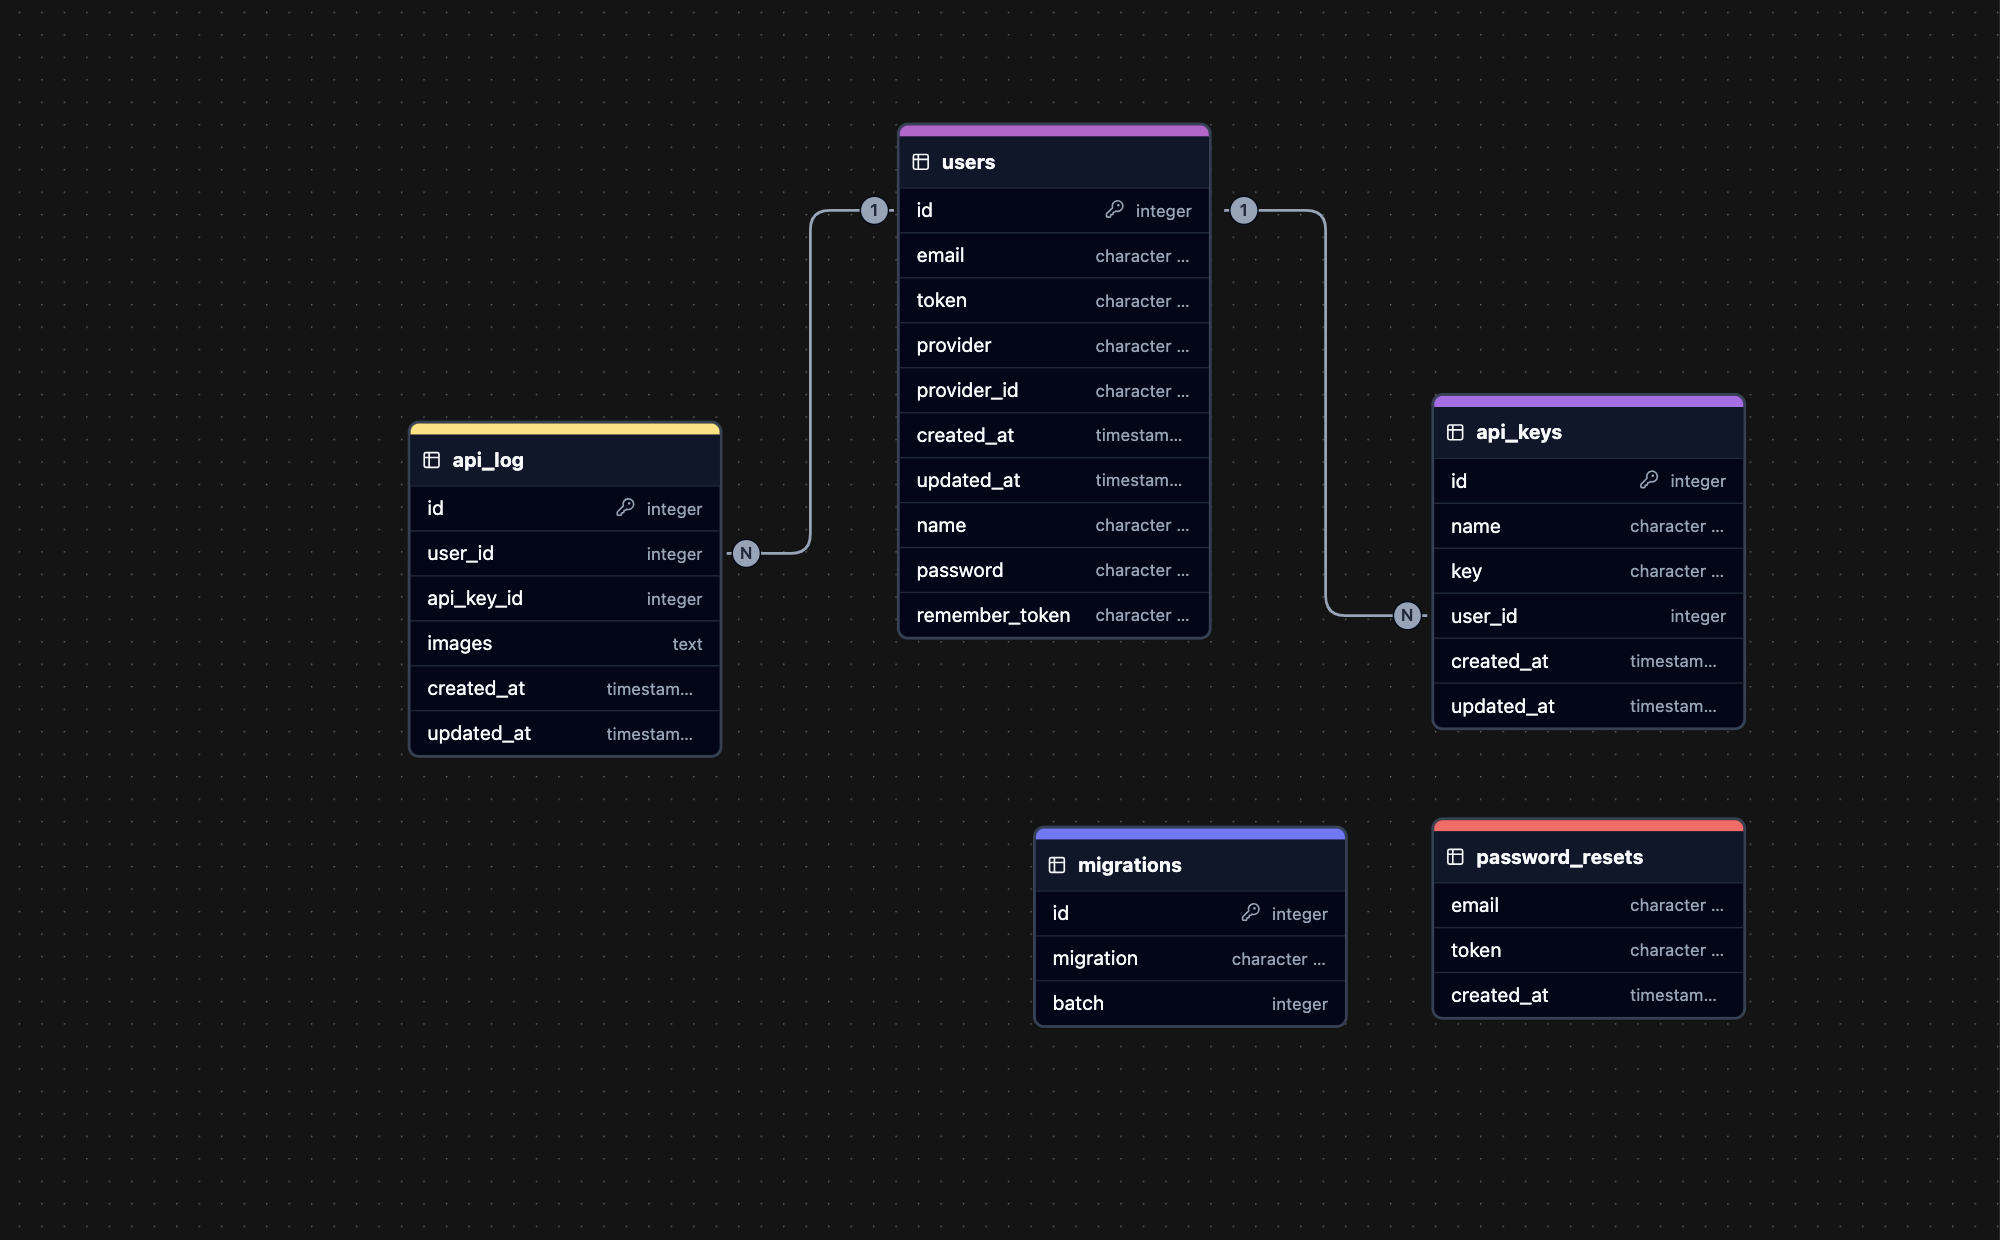 users
1
id integer
1
email character ...
token character ...
provider character ...
provider_id character ...
created_at timestam...
updated_at timestam...
name character ...
password character ...
remember_token character ...
api_log
id integer
user_id integer
N
api_key_id integer
images text
created_at timestam...
updated_at timestam...
api_keys
id integer
name character ...
key character ...
N
user_id integer
created_at timestam...
updated_at timestam...
migrations
id integer
migration character ...
batch integer
password_resets
email character ...
token character ...
created_at timestam...